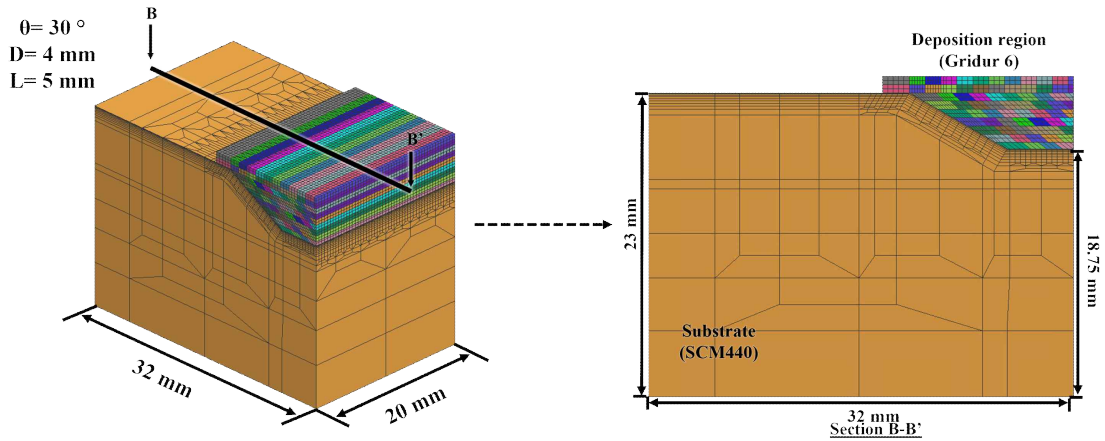 θ= 30 °
D= 4 mm
L= 5 mm
B
B'
32 mm
20 mm
Deposition region
(Gridur 6)
23 mm
18.75 mm
Substrate
(SCM440)
32 mm
Section B-B'